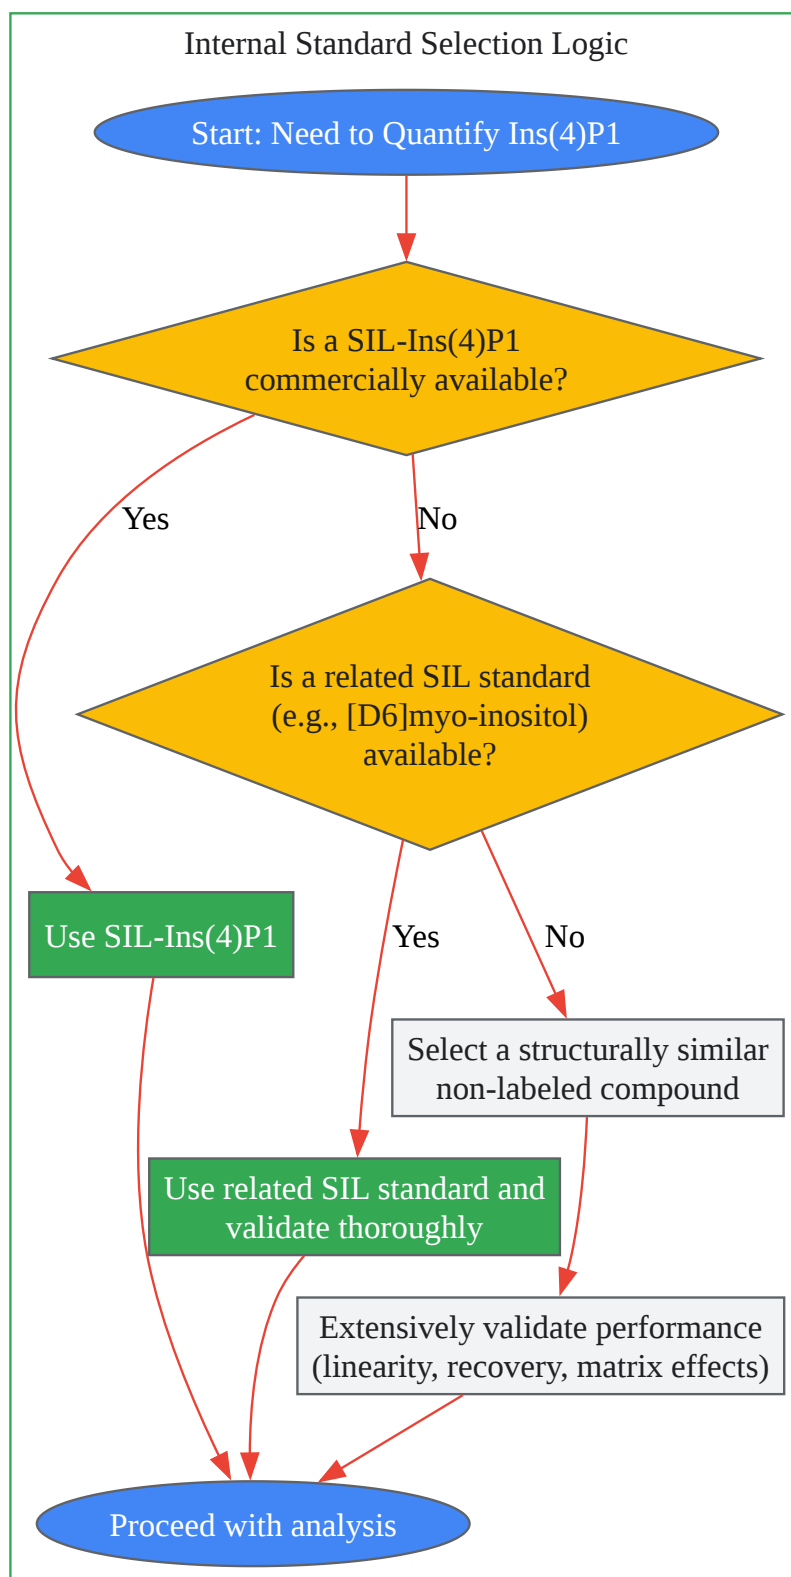 Internal Standard Selection Logic
Start: Need to Quantify Ins(4)P1
Is a SIL-Ins(4)P1
commercially available?
Yes
No
Is a related SIL standard
(e.g., [D6]myo-inositol)
available?
Use SIL-Ins(4)P1
Yes
No
Select a structurally similar
non-labeled compound
Use related SIL standard and
validate thoroughly
Extensively validate performance
(linearity, recovery, matrix effects)
Proceed with analysis